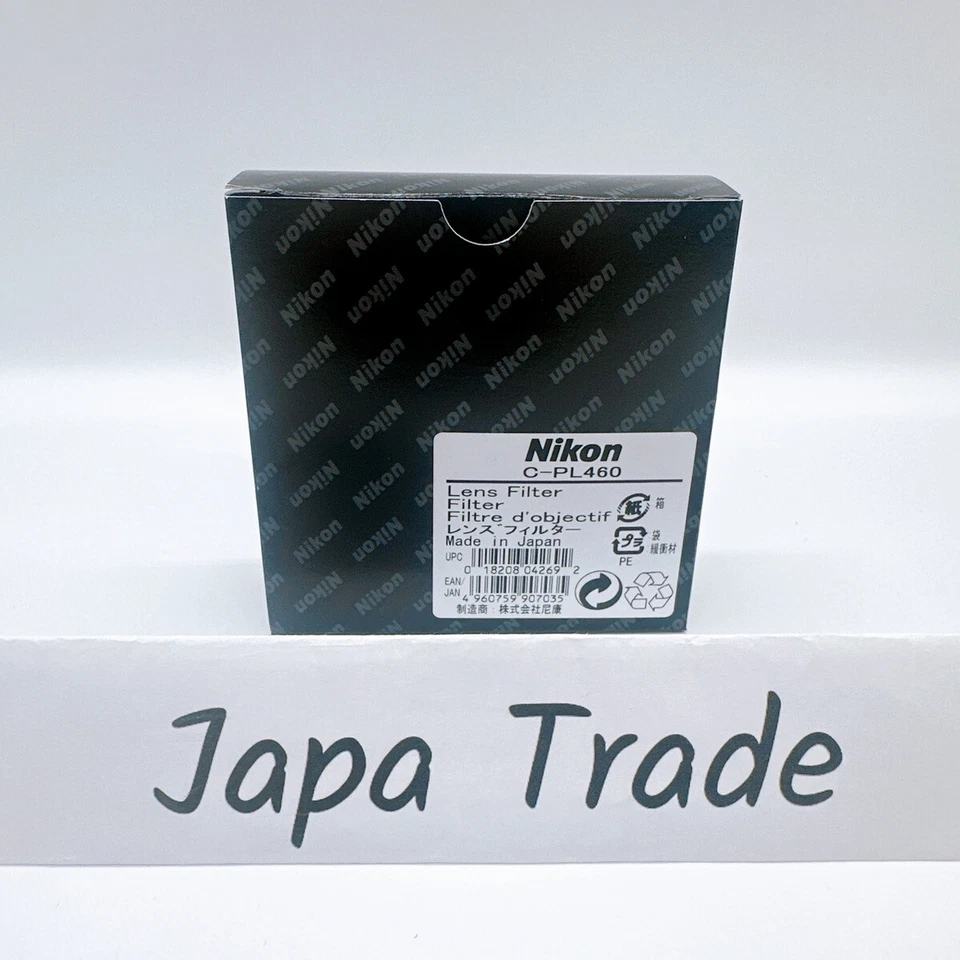 Nikon
C-PL460
Lens Filter
Filter
Filtre d'objectif
レンズフィルター
Made in Japan
紙 箱
プラ 袋
緩衝材
PE
UPC
0 18208 04269 2
EAN/
JAN 4 960759 907035
制造商:株式会社尼康
Japa Trade